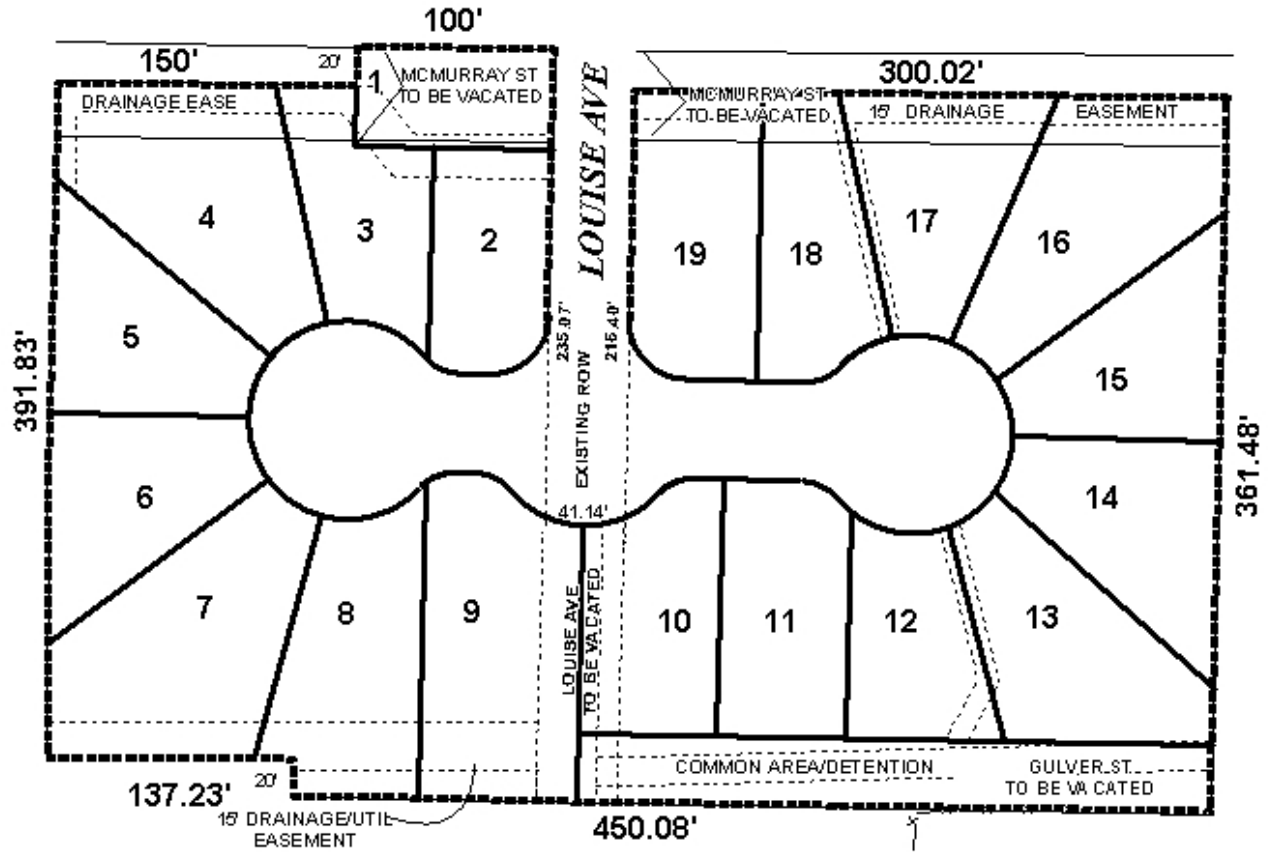 100'
150'
20'
300.02'
1
MCMURRAY ST
TO BE VACATED
LOUISE AVE
MCMURRAY ST
TO BE VACATED
15' DRAINAGE EASEMENT
DRAINAGE EASE
4
3
2
19
18
17
16
5
15
391.83'
235.07'
EXISTING ROW
216.40'
361.48'
6
14
41.14'
7
8
9
LOUISE AVE
TO BE VACATED
10
11
12
13
COMMON AREA/DETENTION
GULVER ST
TO BE VACATED
137.23'
20'
15' DRAINAGE/UTIL
EASEMENT
450.08'